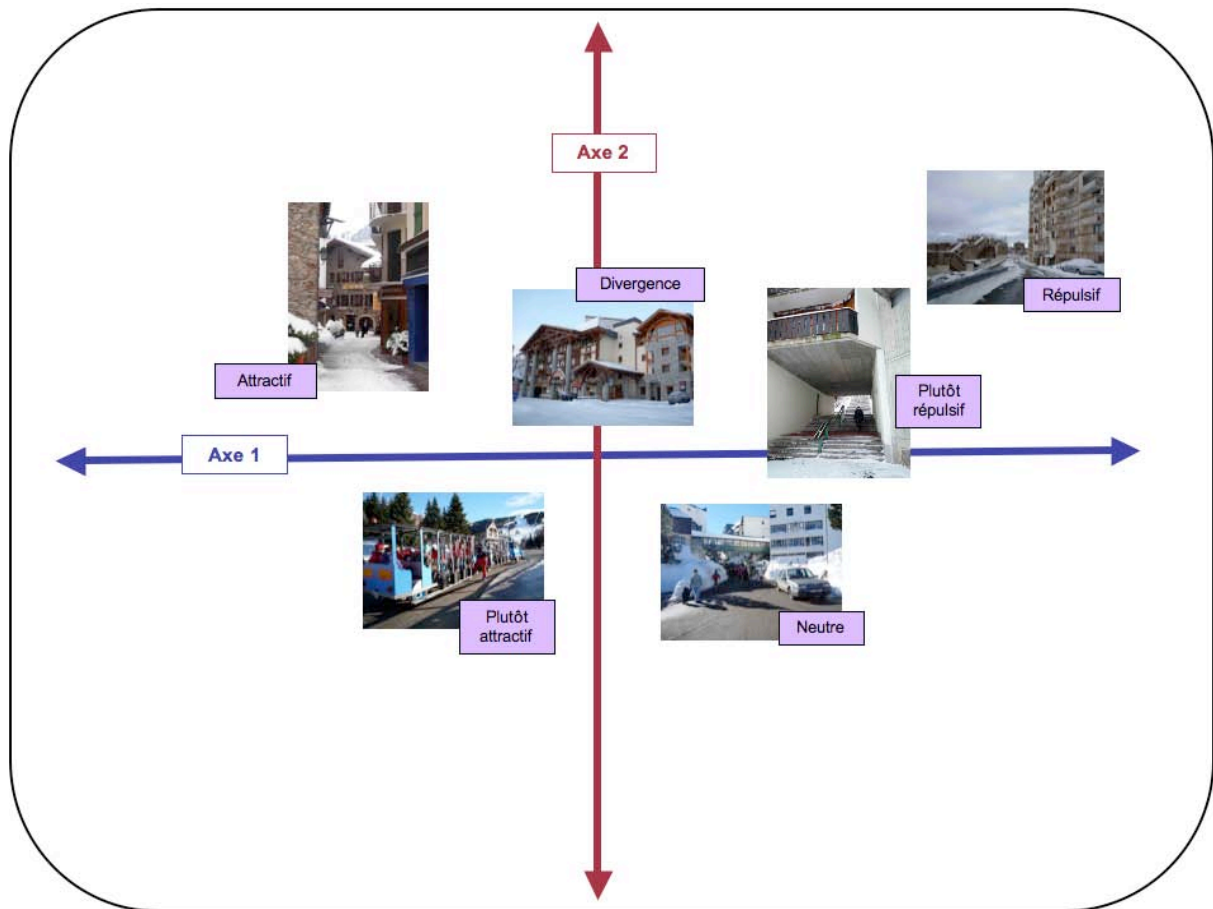 Axe 2
Divergence
Répulsif
Attractif
Plutôt
répulsif
Axe 1
Plutôt
attractif
Neutre